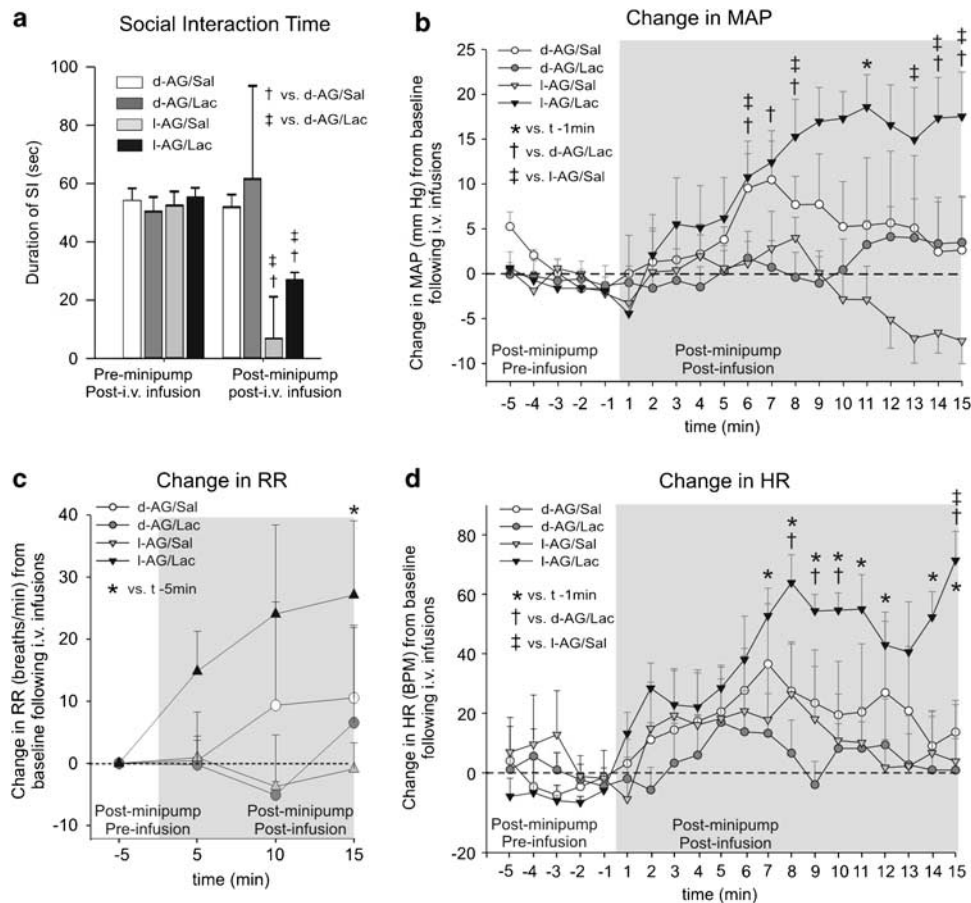 a
Social Interaction Time
Duration of SI (sec)
100
80
60
40
20
0
d-AG/Sal
d-AG/Lac
l-AG/Sal
l-AG/Lac
† vs. d-AG/Sal
‡ vs. d-AG/Lac
‡
†
‡
†
Pre-minipump
Post-i.v. infusion
Post-minipump
post-i.v. infusion
b
Change in MAP
Change in MAP (mm Hg) from baseline
following i.v. infusions
25
20
15
10
5
0
-5
-10
d-AG/Sal
d-AG/Lac
l-AG/Sal
l-AG/Lac
* vs. t -1min
† vs. d-AG/Lac
‡ vs. l-AG/Sal
‡
†
†
‡
†
*
‡
‡
†
‡
†
Post-minipump
Pre-infusion
Post-minipump
Post-infusion
-5 -4 -3 -2 -1 1 2 3 4 5 6 7 8 9 10 11 12 13 14 15
time (min)
c
Change in RR
Change in RR (breaths/min) from
baseline following i.v. infusions
40
30
20
10
0
-10
d-AG/Sal
d-AG/Lac
l-AG/Sal
l-AG/Lac
* vs. t -5min
*
Post-minipump
Pre-infusion
Post-minipump
Post-infusion
-5 5 10 15
time (min)
d
Change in HR
Change in HR (BPM) from baseline
following i.v. infusions
80
60
40
20
0
-20
d-AG/Sal
d-AG/Lac
l-AG/Sal
l-AG/Lac
* vs. t -1min
† vs. d-AG/Lac
‡ vs. l-AG/Sal
*
*
†
*
†
*
†
*
*
*
‡
†
*
Post-minipump
Pre-infusion
Post-minipump
Post-infusion
-5 -4 -3 -2 -1 1 2 3 4 5 6 7 8 9 10 11 12 13 14 15
time (min)